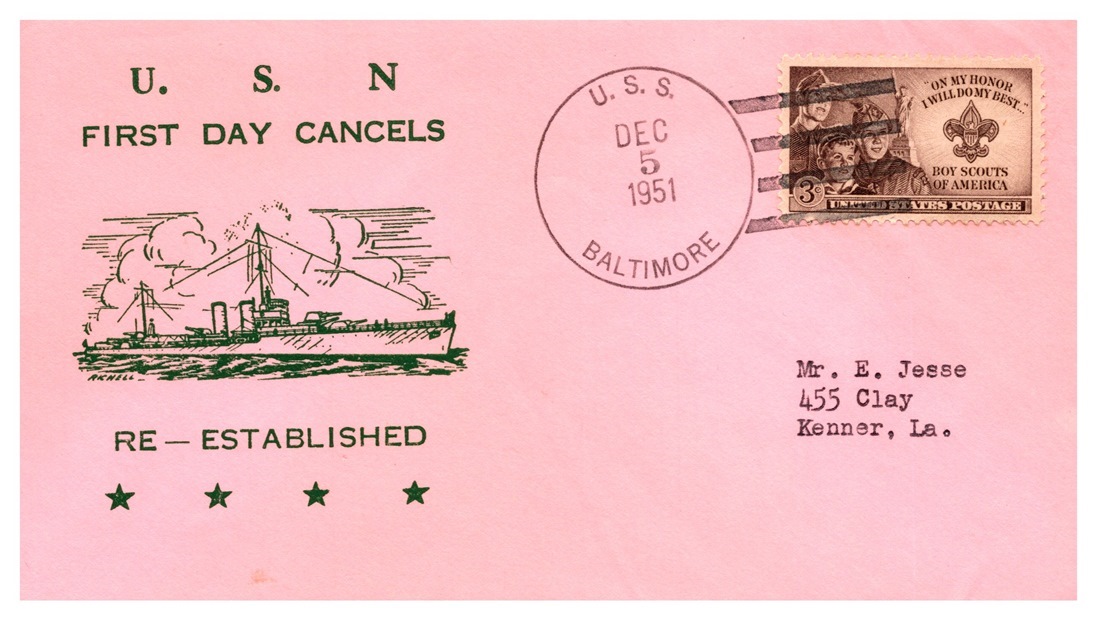 U. S. N
FIRST DAY CANCELS
RE—ESTABLISHED
U. S. S.
DEC
5
1951
BALTIMORE
"ON MY HONOR
I WILL DO MY BEST..."
BOY SCOUTS
OF AMERICA
3¢
UNITED STATES POSTAGE
Mr. E. Jesse
455 Clay
Kenner, La.